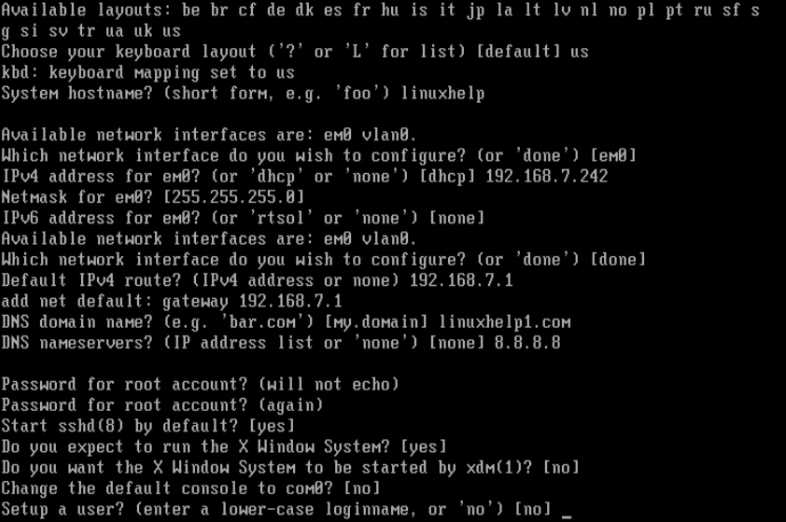 Available layouts: be br cf de dk es fr hu is it jp la lt lv nl no pl pt ru sf s
g si sv tr ua uk us
Choose your keyboard layout ('?' or 'L' for list) [default] us
kbd: keyboard mapping set to us
System hostname? (short form, e.g. 'foo') linuxhelp
Available network interfaces are: em0 vlan0.
Which network interface do you wish to configure? (or 'done') [em0]
IPv4 address for em0? (or 'dhcp' or 'none') [dhcp] 192.168.7.242
Netmask for em0? [255.255.255.0]
IPv6 address for em0? (or 'rtsol' or 'none') [none]
Available network interfaces are: em0 vlan0.
Which network interface do you wish to configure? (or 'done') [done]
Default IPv4 route? (IPv4 address or none) 192.168.7.1
add net default: gateway 192.168.7.1
DNS domain name? (e.g. 'bar.com') [my.domain] linuxhelp1.com
DNS nameservers? (IP address list or 'none') [none] 8.8.8.8
Password for root account? (will not echo)
Password for root account? (again)
Start sshd(8) by default? [yes]
Do you expect to run the X Window System? [yes]
Do you want the X Window System to be started by xdm(1)? [no]
Change the default console to com0? [no]
Setup a user? (enter a lower-case loginname, or 'no') [no] _